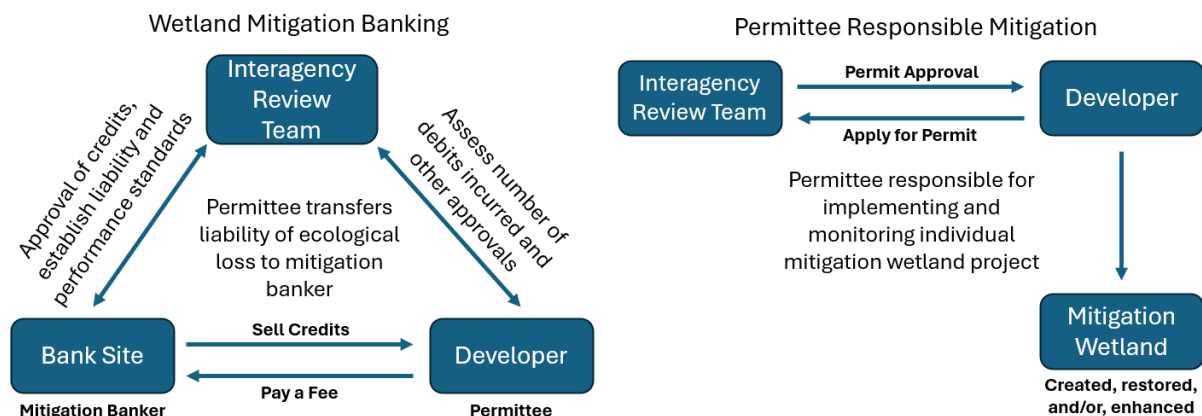 Wetland Mitigation Banking
Interagency
Review
Team
Approval of credits,
establish liability and
performance standards
Assess number of
debits incurred and
other approvals
Permittee transfers
liability of ecological
loss to mitigation
banker
Bank Site
Mitigation Banker
Sell Credits
Pay a Fee
Developer
Permittee
Permittee Responsible Mitigation
Interagency
Review Team
Permit Approval
Apply for Permit
Developer
Permittee responsible for
implementing and
monitoring individual
mitigation wetland project
Mitigation
Wetland
Created, restored,
and/or, enhanced